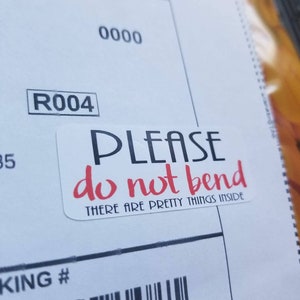 0000
R004
35
PLEASE
do not bend
THERE ARE PRETTY THINGS INSIDE
KING #